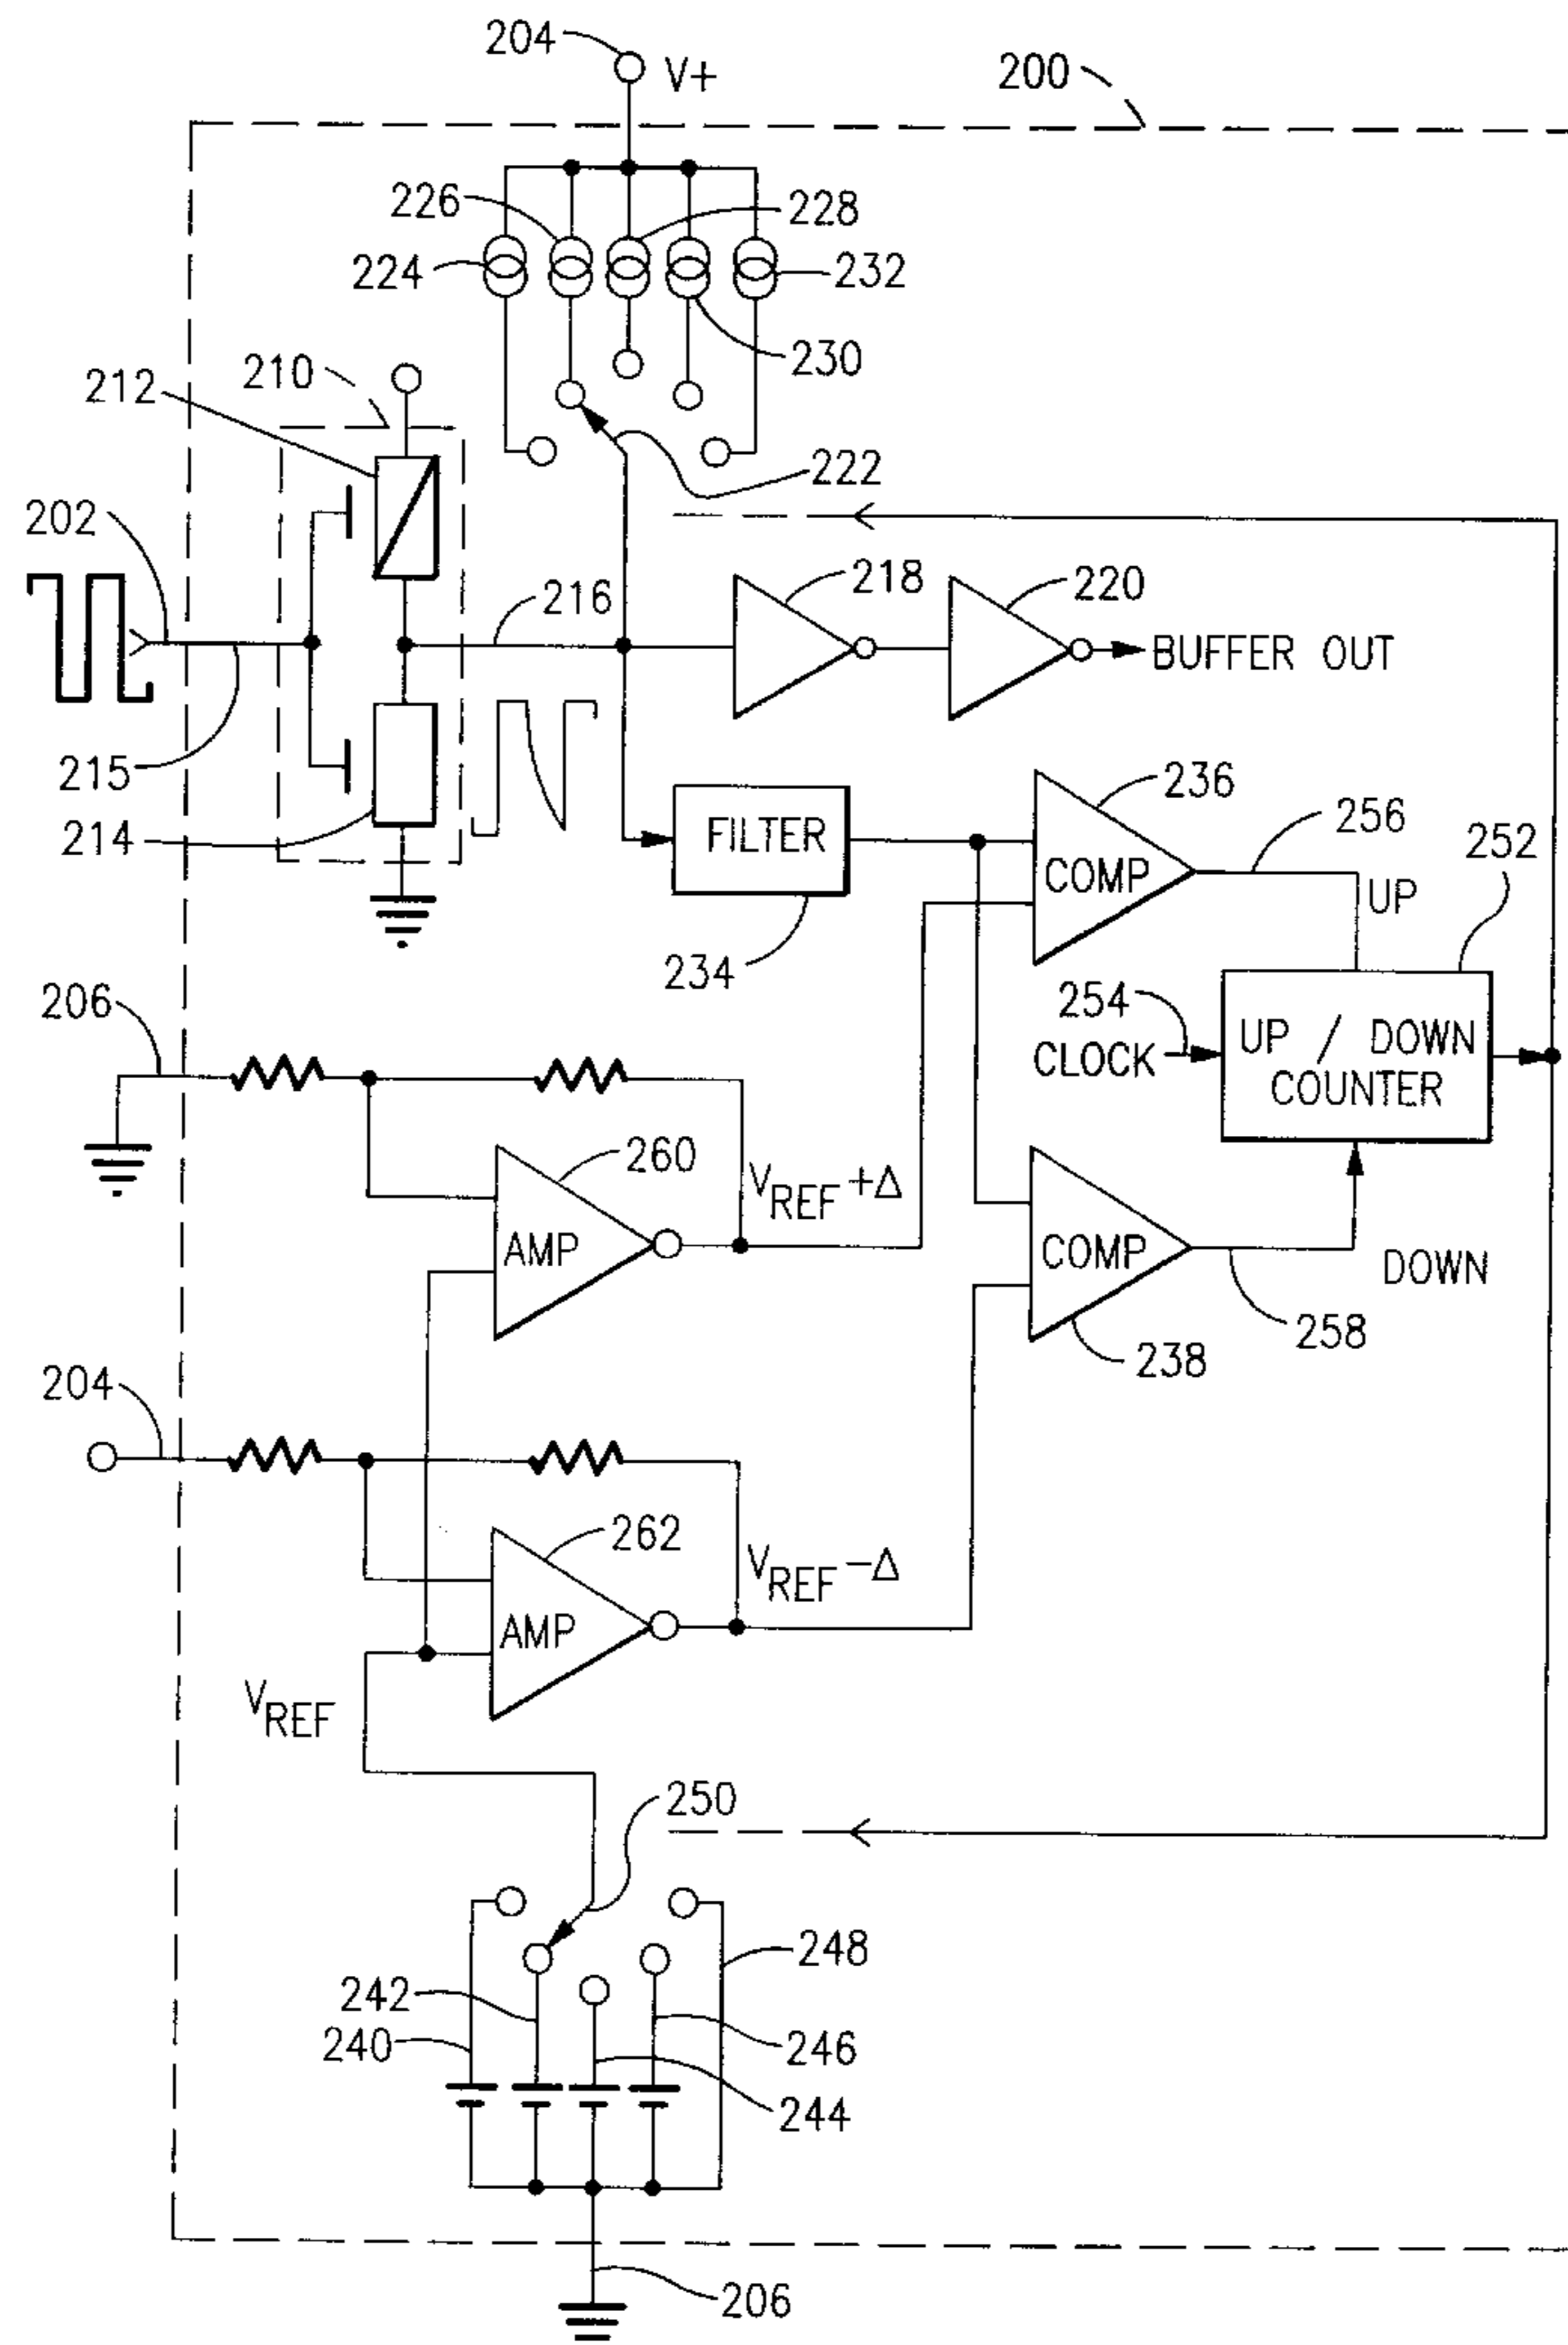 204
V+
200
226
228
224
232
230
210
212
222
202
218
220
216
BUFFER OUT
215
214
FILTER
234
236
COMP
256
252
UP
206
254
CLOCK
UP / DOWN
COUNTER
260
VREF+Δ
AMP
COMP
DOWN
258
238
204
262
VREF−Δ
AMP
VREF
250
248
242
240
246
244
206